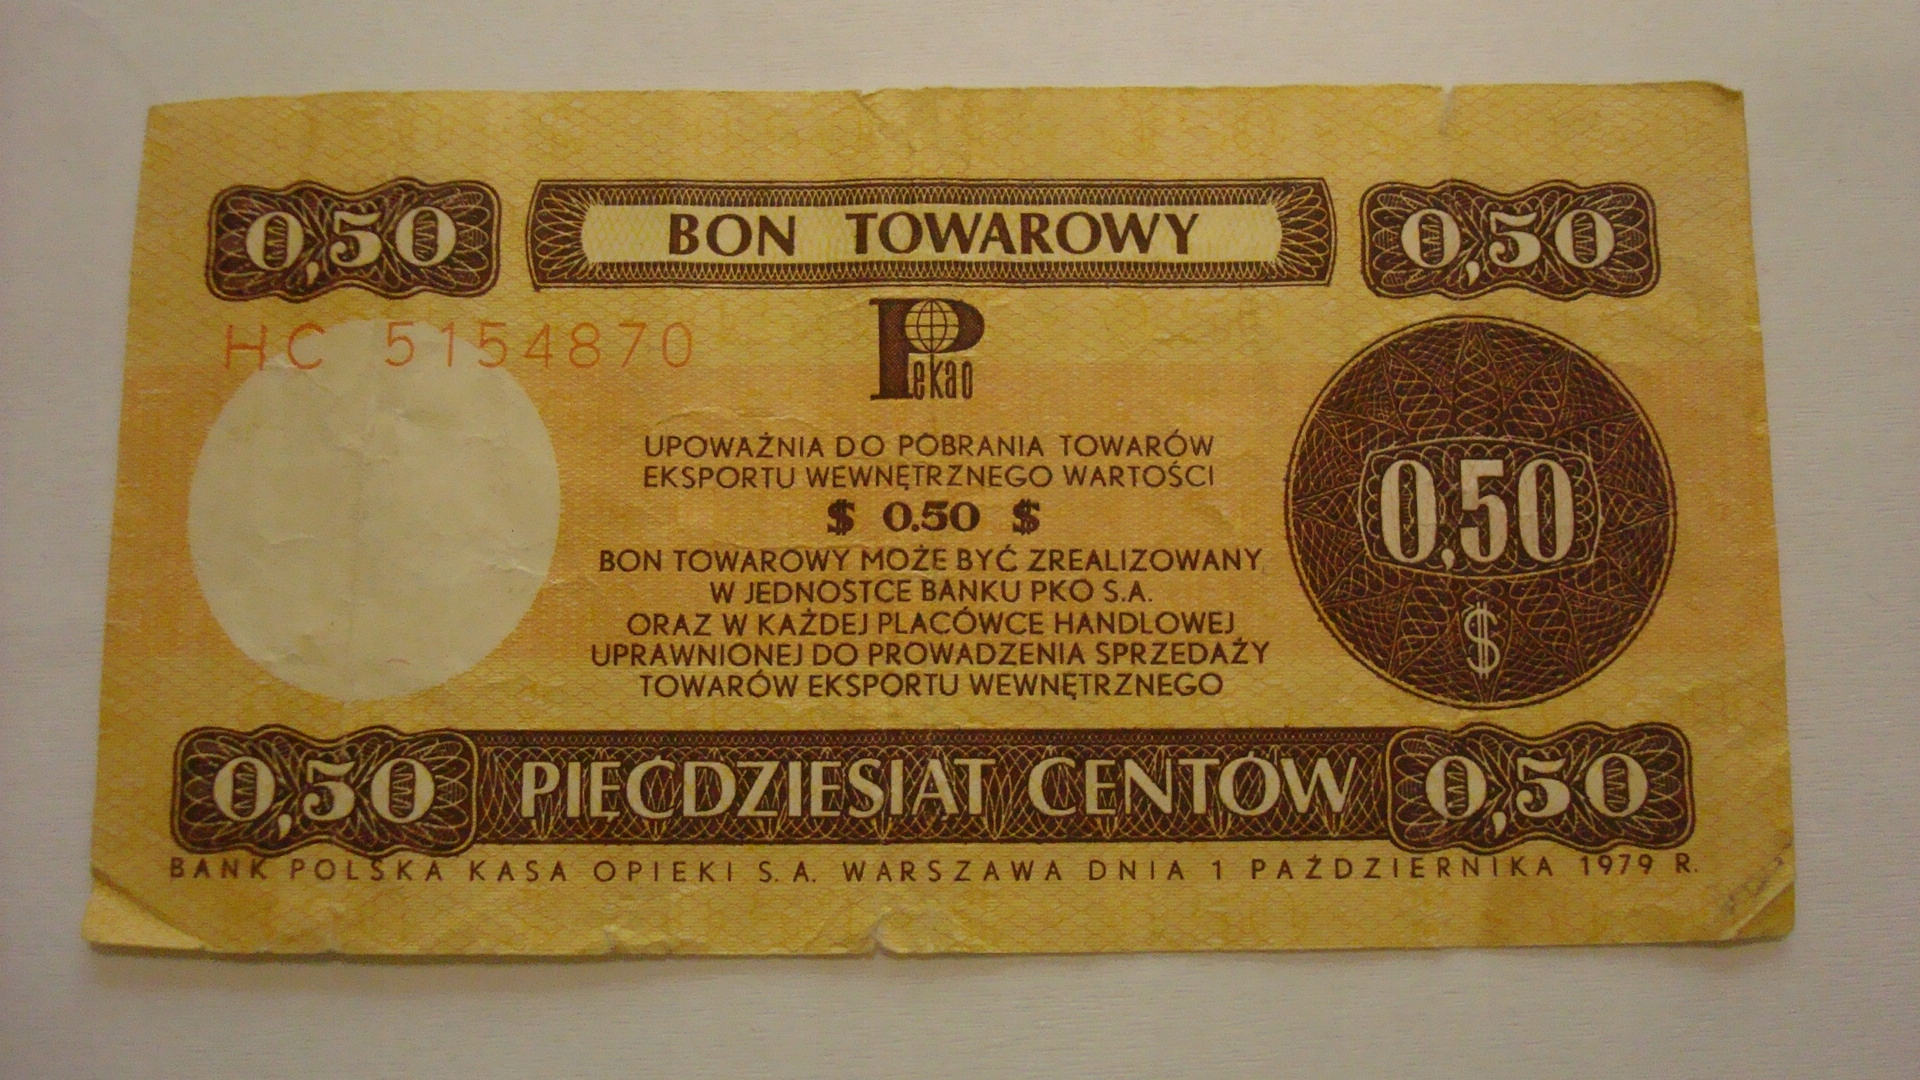 0,50 BON TOWAROWY 0,50
HC 5154870
Pekao
UPOWAŻNIA DO POBRANIA TOWARÓW
EKSPORTU WEWNĘTRZNEGO WARTOŚCI
$ 0.50 $
BON TOWAROWY MOŻE BYĆ ZREALIZOWANY
W JEDNOSTCE BANKU PKO S.A.
ORAZ W KAŻDEJ PLACÓWCE HANDLOWEJ
UPRAWNIONEJ DO PROWADZENIA SPRZEDAŻY
TOWARÓW EKSPORTU WEWNĘTRZNEGO
0,50
$
0,50 PIĘĆDZIESIĄT CENTÓW 0,50
BANK POLSKA KASA OPIEKI S.A. WARSZAWA DNIA 1 PAŹDZIERNIKA 1979 R.